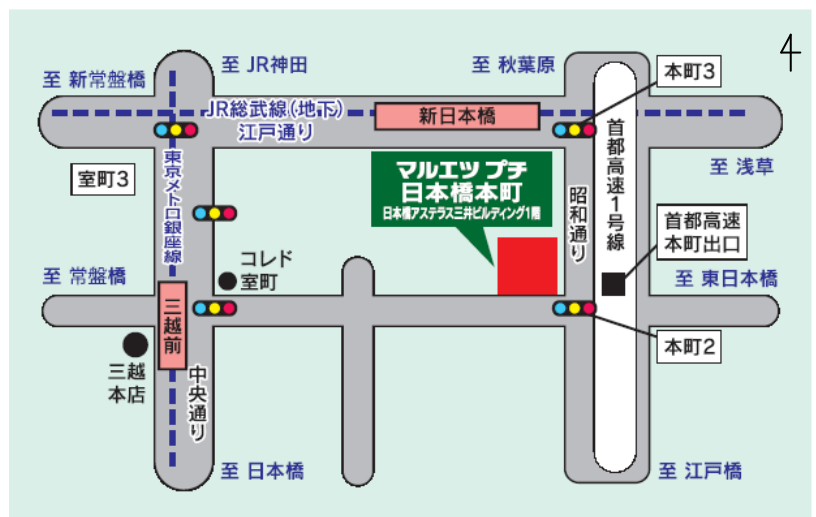 至 新常盤橋
至 JR神田
至 秋葉原
本町3
4
JR総武線(地下)
江戸通り
新日本橋
至 浅草
室町3
東京メトロ銀座線
マルエツ プチ
日本橋本町
日本橋アステラス三井ビルディング1階
昭和通り
首都高速1号線
首都高速
本町出口
コレド
室町
至 常盤橋
至 東日本橋
三越前
三越
本店
中央通り
本町2
至 日本橋
至 江戸橋